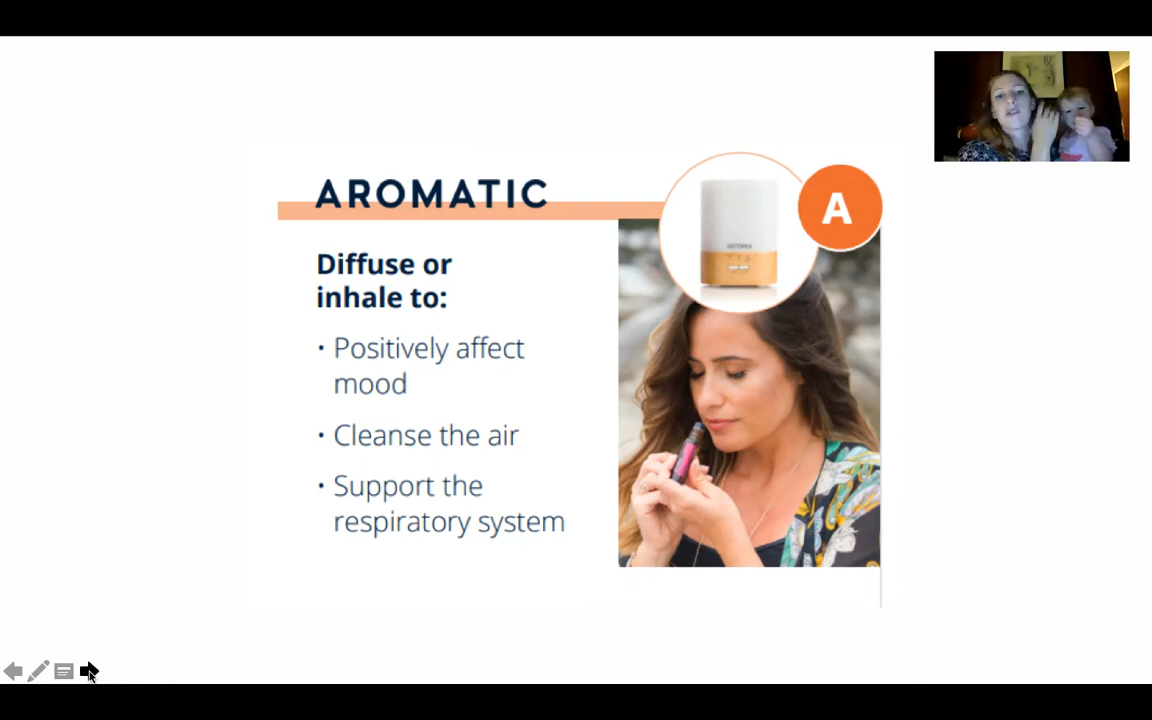 AROMATIC
A
Diffuse or
inhale to:
• Positively affect
mood
• Cleanse the air
• Support the
respiratory system